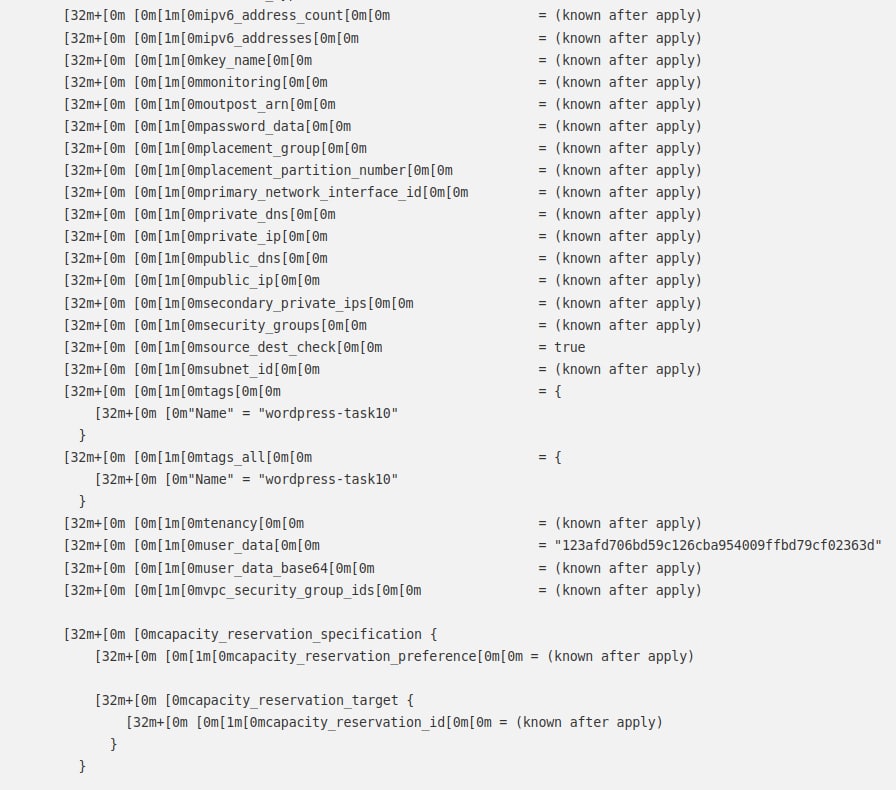 [32m+[0m [0m[1m[0mipv6_address_count[0m[0m = (known after apply)
[32m+[0m [0m[1m[0mipv6_addresses[0m[0m = (known after apply)
[32m+[0m [0m[1m[0mkey_name[0m[0m = (known after apply)
[32m+[0m [0m[1m[0mmonitoring[0m[0m = (known after apply)
[32m+[0m [0m[1m[0moutpost_arn[0m[0m = (known after apply)
[32m+[0m [0m[1m[0mpassword_data[0m[0m = (known after apply)
[32m+[0m [0m[1m[0mplacement_group[0m[0m = (known after apply)
[32m+[0m [0m[1m[0mplacement_partition_number[0m[0m = (known after apply)
[32m+[0m [0m[1m[0mprimary_network_interface_id[0m[0m = (known after apply)
[32m+[0m [0m[1m[0mprivate_dns[0m[0m = (known after apply)
[32m+[0m [0m[1m[0mprivate_ip[0m[0m = (known after apply)
[32m+[0m [0m[1m[0mpublic_dns[0m[0m = (known after apply)
[32m+[0m [0m[1m[0mpublic_ip[0m[0m = (known after apply)
[32m+[0m [0m[1m[0msecondary_private_ips[0m[0m = (known after apply)
[32m+[0m [0m[1m[0msecurity_groups[0m[0m = (known after apply)
[32m+[0m [0m[1m[0msource_dest_check[0m[0m = true
[32m+[0m [0m[1m[0msubnet_id[0m[0m = (known after apply)
[32m+[0m [0m[1m[0mtags[0m[0m = {
[32m+[0m [0m"Name" = "wordpress-task10"
}
[32m+[0m [0m[1m[0mtags_all[0m[0m = {
[32m+[0m [0m"Name" = "wordpress-task10"
}
[32m+[0m [0m[1m[0mtenancy[0m[0m = (known after apply)
[32m+[0m [0m[1m[0muser_data[0m[0m = "123afd706bd59c126cba954009ffbd79cf02363d"
[32m+[0m [0m[1m[0muser_data_base64[0m[0m = (known after apply)
[32m+[0m [0m[1m[0mvpc_security_group_ids[0m[0m = (known after apply)
[32m+[0m [0mcapacity_reservation_specification {
[32m+[0m [0m[1m[0mcapacity_reservation_preference[0m[0m = (known after apply)
[32m+[0m [0mcapacity_reservation_target {
[32m+[0m [0m[1m[0mcapacity_reservation_id[0m[0m = (known after apply)
}
}